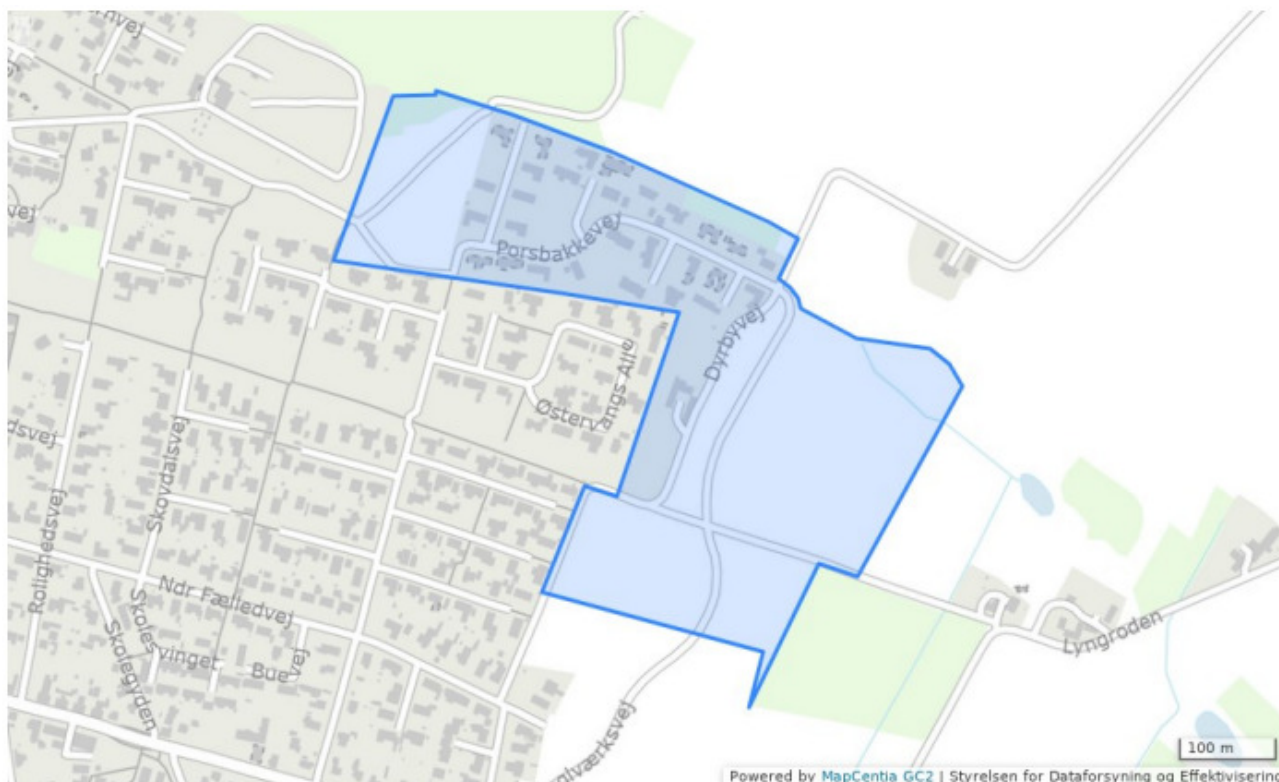 Porsbakkevej
Dyrbyvej
Østervangs Alle
Skovdalsvej
Rolighedsvej
Ndr Fælledvej
Skolesvinget
Buevej
Skolegyden
Lyngroden
100 m
Powered by MapCentia GC2 | Styrelsen for Dataforsyning og Effektivisering